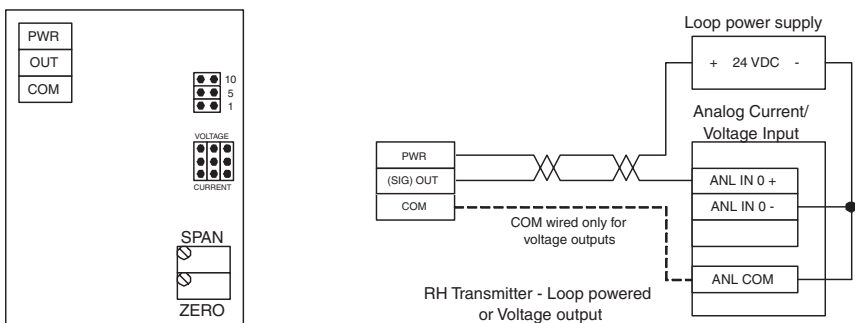 PWR
OUT
COM
10
5
1
VOLTAGE
CURRENT
SPAN
ZERO
Loop power supply
+ 24 VDC -
Analog Current/
Voltage Input
PWR
(SIG) OUT
COM
ANL IN 0 +
ANL IN 0 -
ANL COM
COM wired only for
voltage outputs
RH Transmitter - Loop powered
or Voltage output